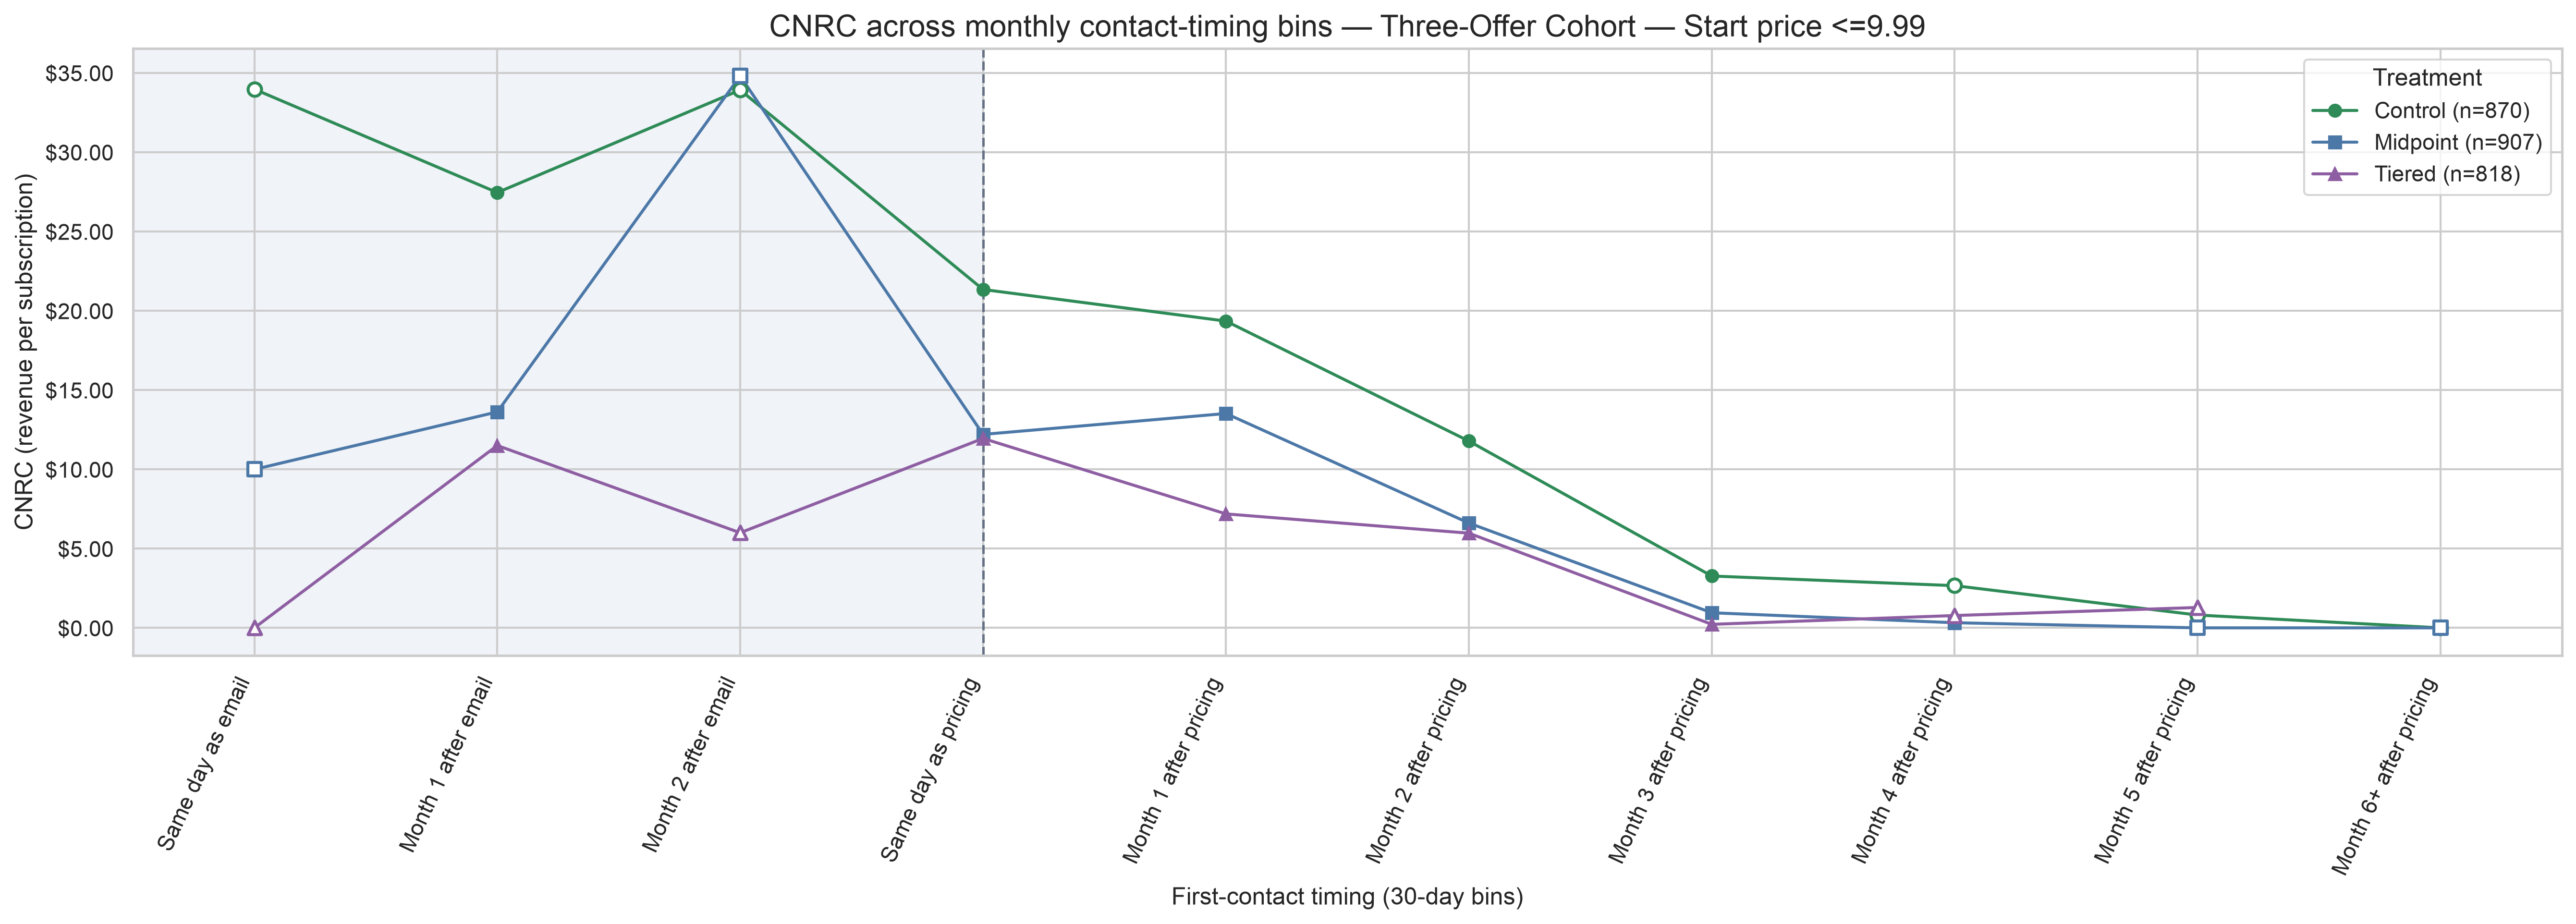 CNRC across monthly contact-timing bins — Three-Offer Cohort — Start price <=9.99
CNRC (revenue per subscription)
$35.00
$30.00
$25.00
$20.00
$15.00
$10.00
$5.00
$0.00
Treatment
Control (n=870)
Midpoint (n=907)
Tiered (n=818)
Same day as email
Month 1 after email
Month 2 after email
Same day as pricing
Month 1 after pricing
Month 2 after pricing
Month 3 after pricing
Month 4 after pricing
Month 5 after pricing
Month 6+ after pricing
First-contact timing (30-day bins)